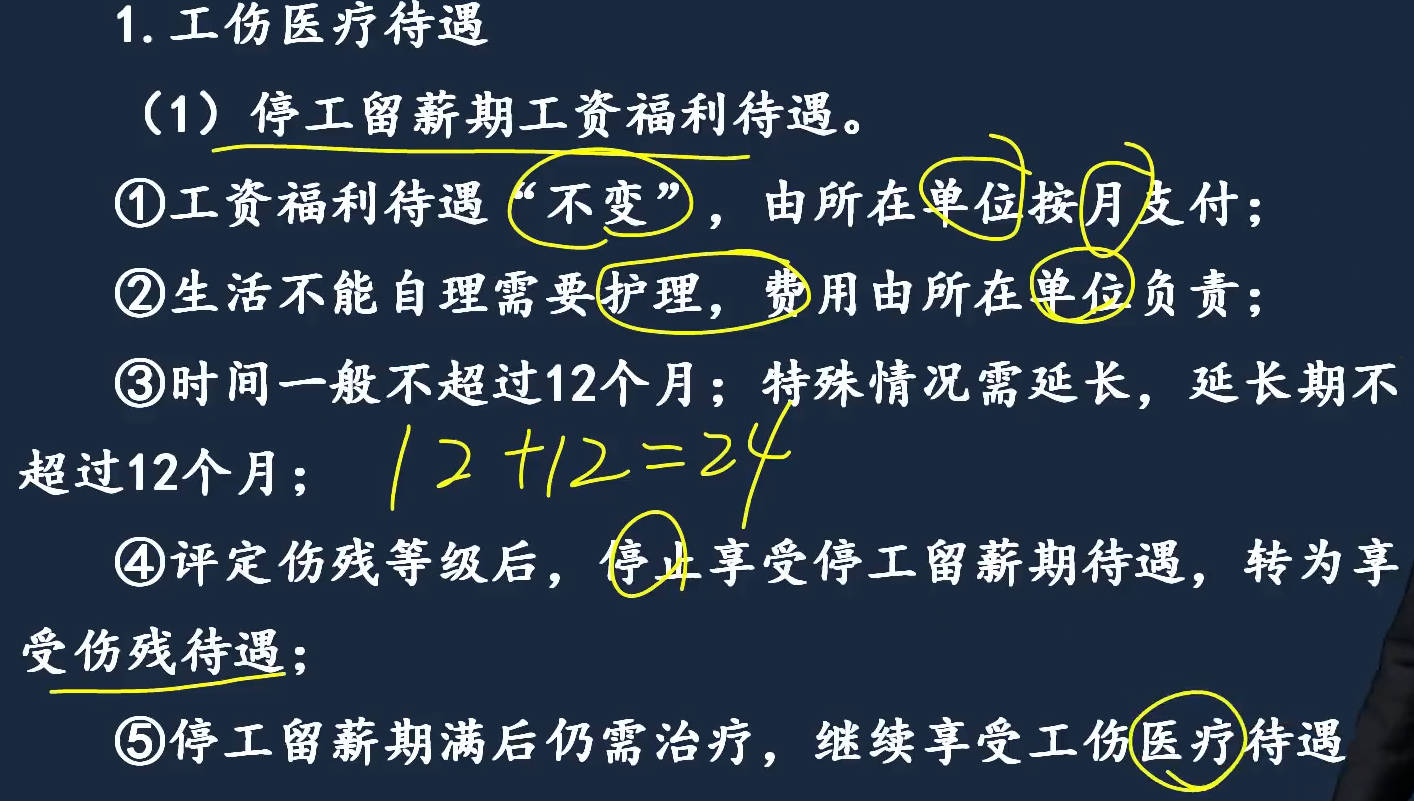 1.工伤医疗待遇
（1）停工留薪期工资福利待遇。
①工资福利待遇“不变”，由所在单位按月支付；
②生活不能自理需要护理，费用由所在单位负责；
③时间一般不超过12个月；特殊情况需延长，延长期不
超过12个月；
12+12=24
④评定伤残等级后，停止享受停工留薪期待遇，转为享
受伤残待遇；
⑤停工留薪期满后仍需治疗，继续享受工伤医疗待遇